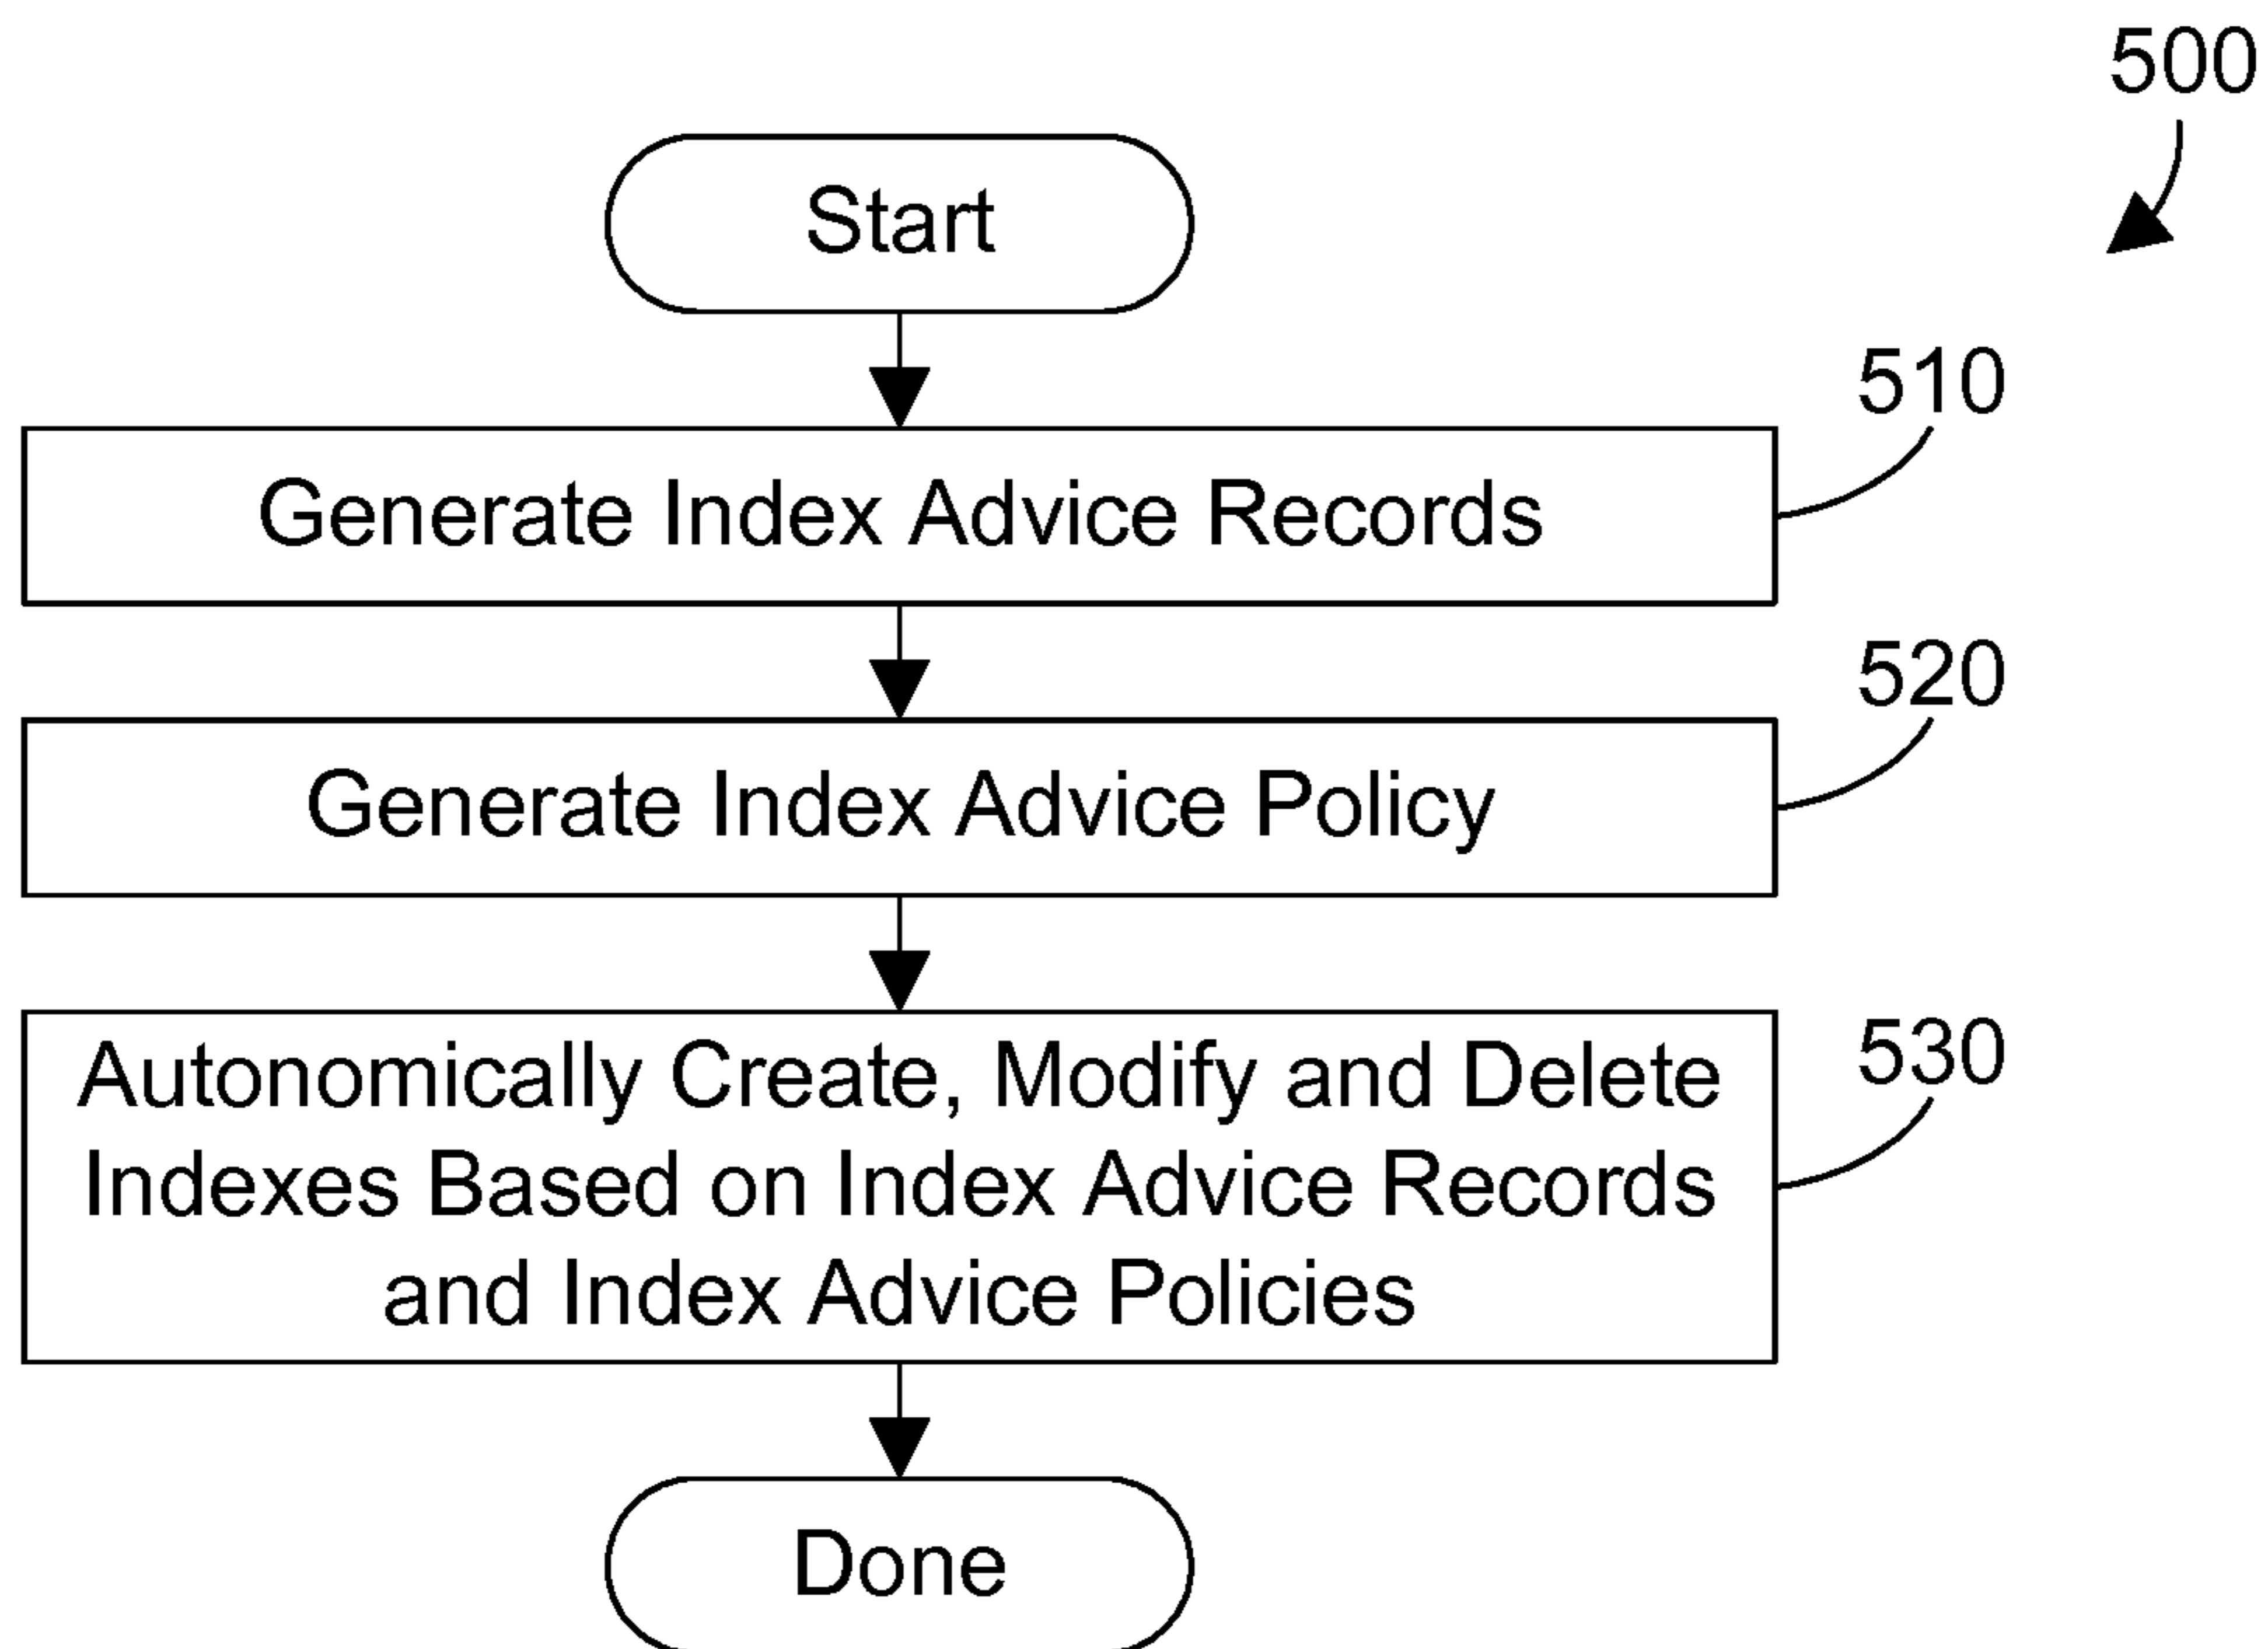 500
Start
510
Generate Index Advice Records
520
Generate Index Advice Policy
530
Autonomically Create, Modify and Delete
Indexes Based on Index Advice Records
and Index Advice Policies
Done